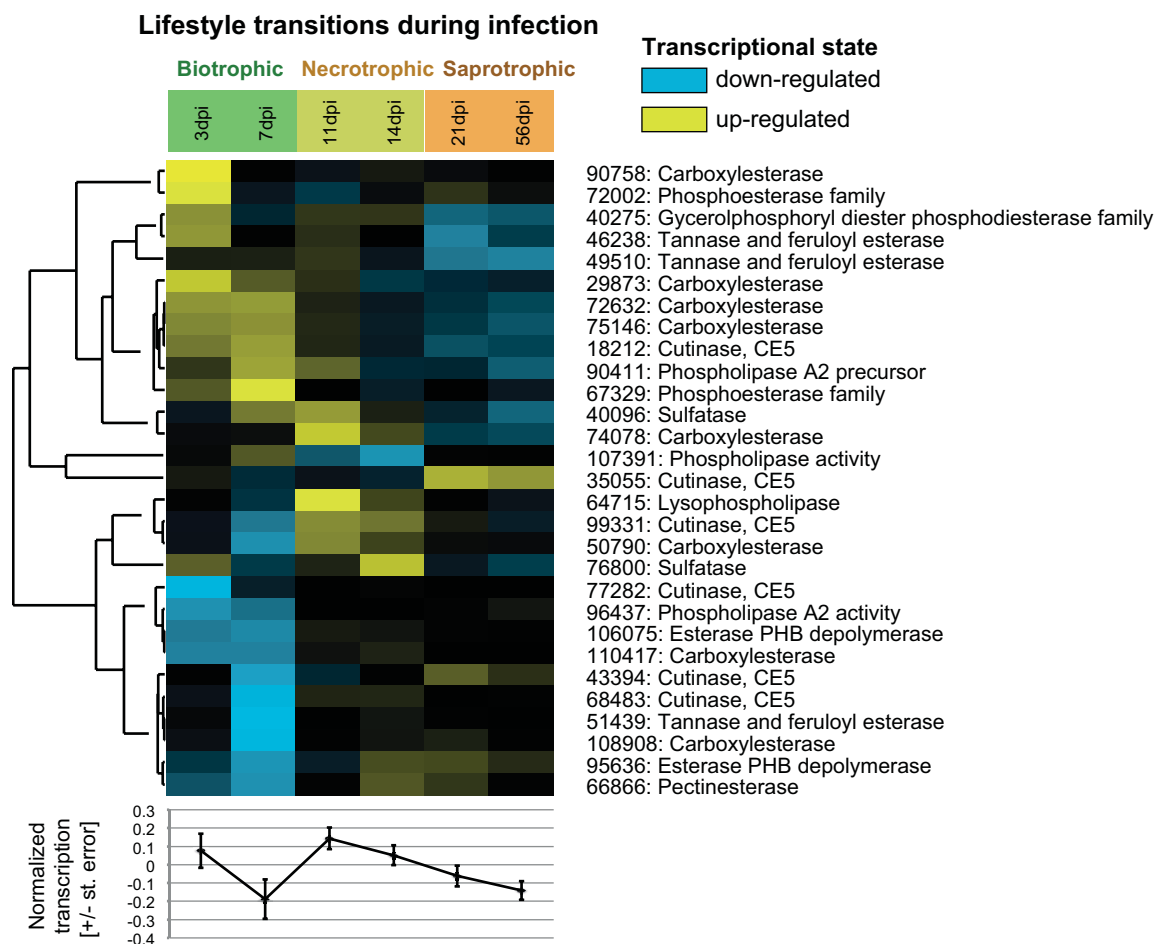 Lifestyle transitions during infection
Biotrophic Necrotrophic Saprotrophic
3dpi 7dpi 11dpi 14dpi 21dpi 56dpi
Transcriptional state
down-regulated
up-regulated
90758: Carboxylesterase
72002: Phosphoesterase family
40275: Gycerolphosphoryl diester phosphodiesterase family
46238: Tannase and feruloyl esterase
49510: Tannase and feruloyl esterase
29873: Carboxylesterase
72632: Carboxylesterase
75146: Carboxylesterase
18212: Cutinase, CE5
90411: Phospholipase A2 precursor
67329: Phosphoesterase family
40096: Sulfatase
74078: Carboxylesterase
107391: Phospholipase activity
35055: Cutinase, CE5
64715: Lysophospholipase
99331: Cutinase, CE5
50790: Carboxylesterase
76800: Sulfatase
77282: Cutinase, CE5
96437: Phospholipase A2 activity
106075: Esterase PHB depolymerase
110417: Carboxylesterase
43394: Cutinase, CE5
68483: Cutinase, CE5
51439: Tannase and feruloyl esterase
108908: Carboxylesterase
95636: Esterase PHB depolymerase
66866: Pectinesterase
Normalized
transcription
[+/- st. error]
0.3
0.2
0.1
0
-0.1
-0.2
-0.3
-0.4